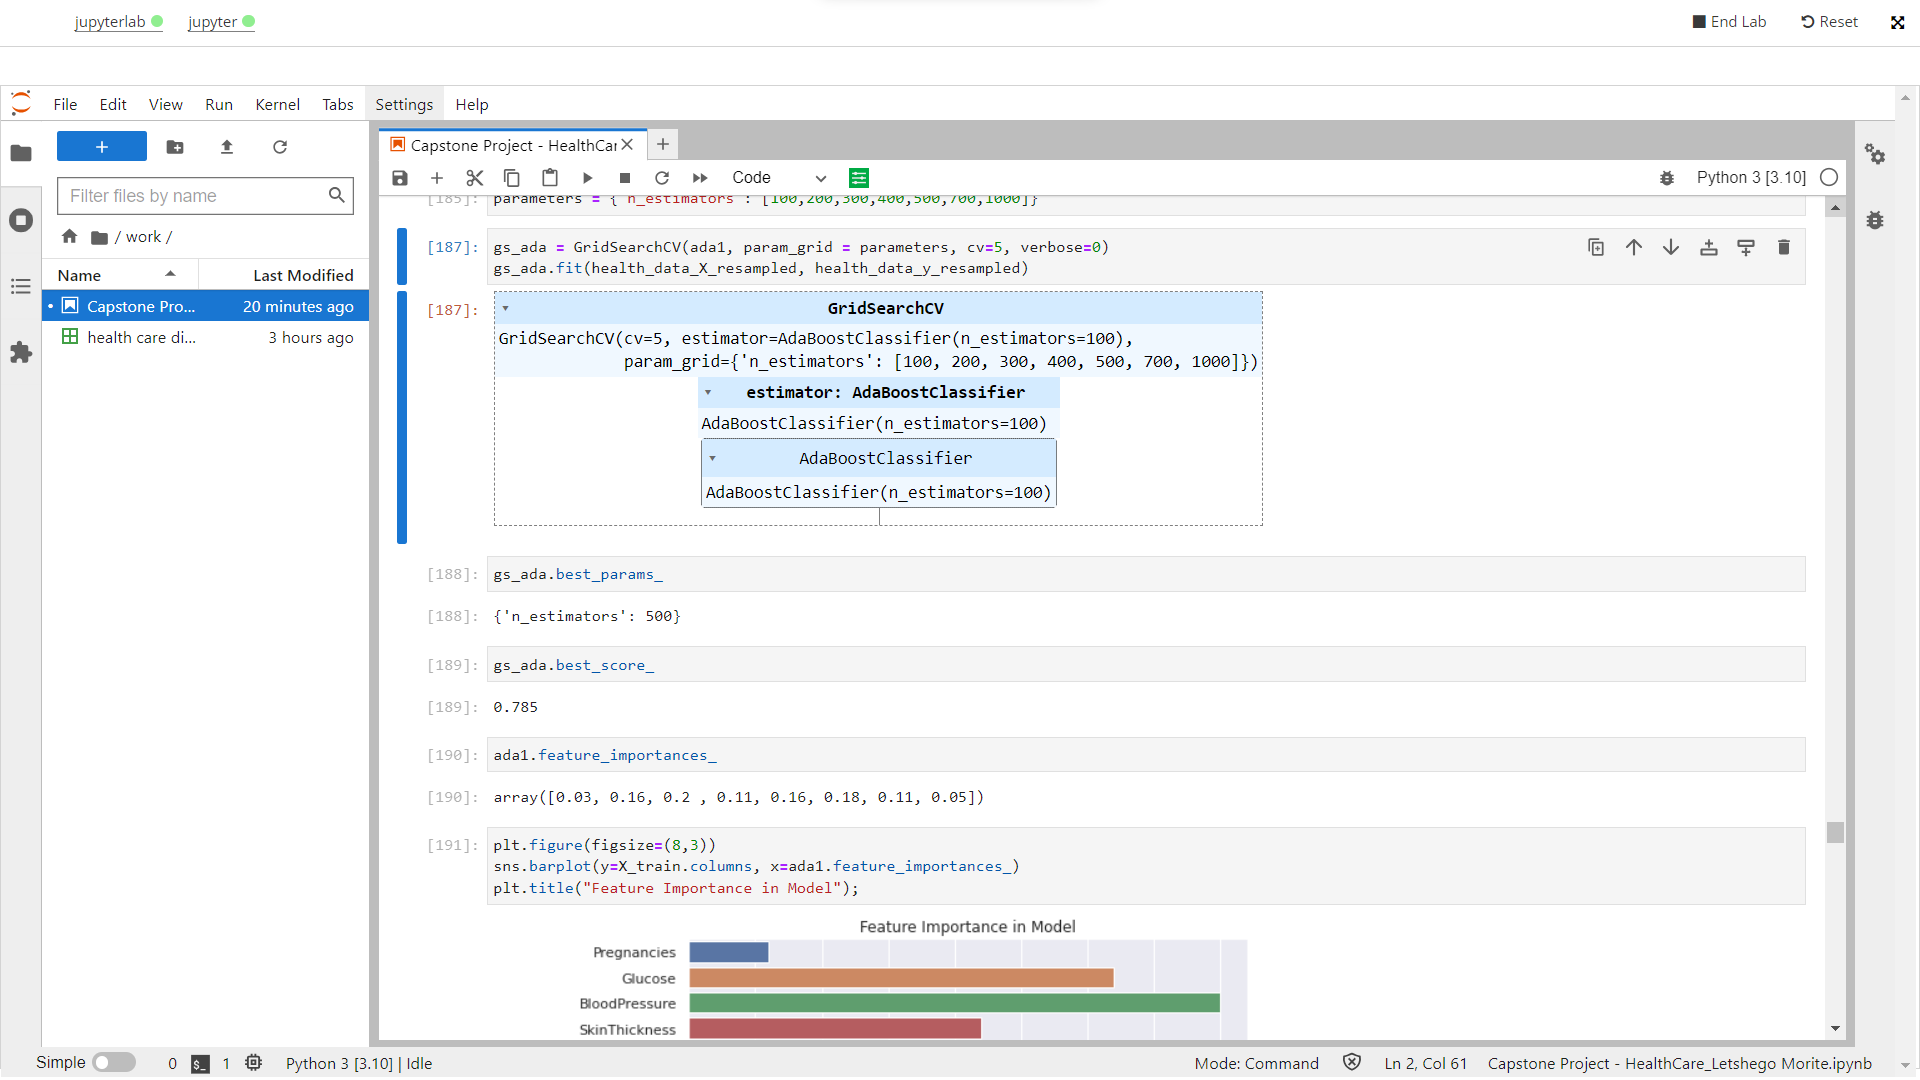 jupyterlab jupyter End Lab Reset
File Edit View Run Kernel Tabs Settings Help
+
Filter files by name
/ work /
Name Last Modified
Capstone Pro... 20 minutes ago
health care di... 3 hours ago
Capstone Project - HealthCar
Code Python 3 [3.10]
[185]: parameters = {'n_estimators': [100,200,300,400,500,700,1000]}
[187]: gs_ada = GridSearchCV(ada1, param_grid = parameters, cv=5, verbose=0)
gs_ada.fit(health_data_X_resampled, health_data_y_resampled)
[187]: GridSearchCV
GridSearchCV(cv=5, estimator=AdaBoostClassifier(n_estimators=100),
param_grid={'n_estimators': [100, 200, 300, 400, 500, 700, 1000]})
estimator: AdaBoostClassifier
AdaBoostClassifier(n_estimators=100)
AdaBoostClassifier
AdaBoostClassifier(n_estimators=100)
[188]: gs_ada.best_params_
[188]: {'n_estimators': 500}
[189]: gs_ada.best_score_
[189]: 0.785
[190]: ada1.feature_importances_
[190]: array([0.03, 0.16, 0.2 , 0.11, 0.16, 0.18, 0.11, 0.05])
[191]: plt.figure(figsize=(8,3))
sns.barplot(y=X_train.columns, x=ada1.feature_importances_)
plt.title("Feature Importance in Model");
Feature Importance in Model
Pregnancies
Glucose
BloodPressure
SkinThickness
Simple 0 1 Python 3 [3.10] | Idle Mode: Command Ln 2, Col 61 Capstone Project - HealthCare_Letshego Morite.ipynb